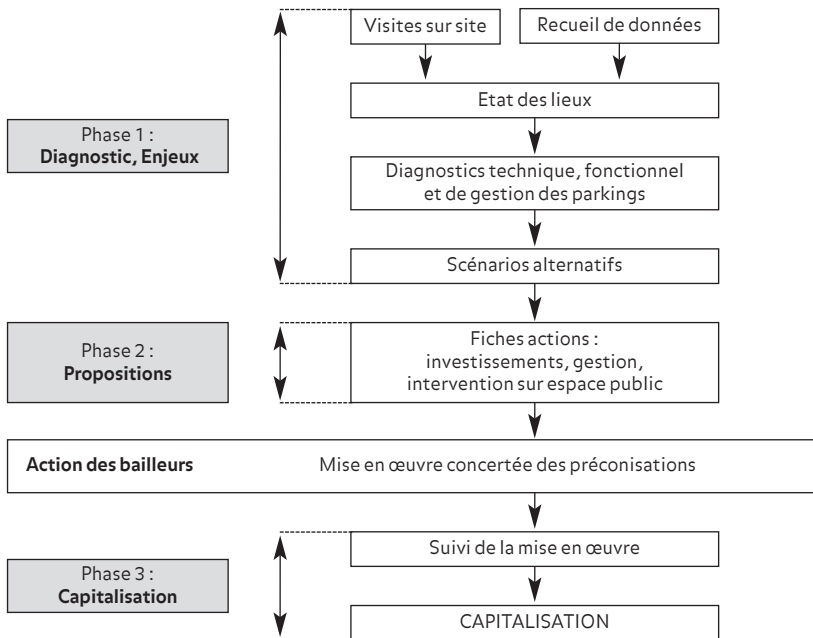 Visites sur site
Recueil de données
Etat des lieux
Phase 1 :
Diagnostic, Enjeux
Diagnostics technique, fonctionnel
et de gestion des parkings
Scénarios alternatifs
Phase 2 :
Propositions
Fiches actions :
investissements, gestion,
intervention sur espace public
Action des bailleurs
Mise en œuvre concertée des préconisations
Suivi de la mise en œuvre
Phase 3 :
Capitalisation
CAPITALISATION